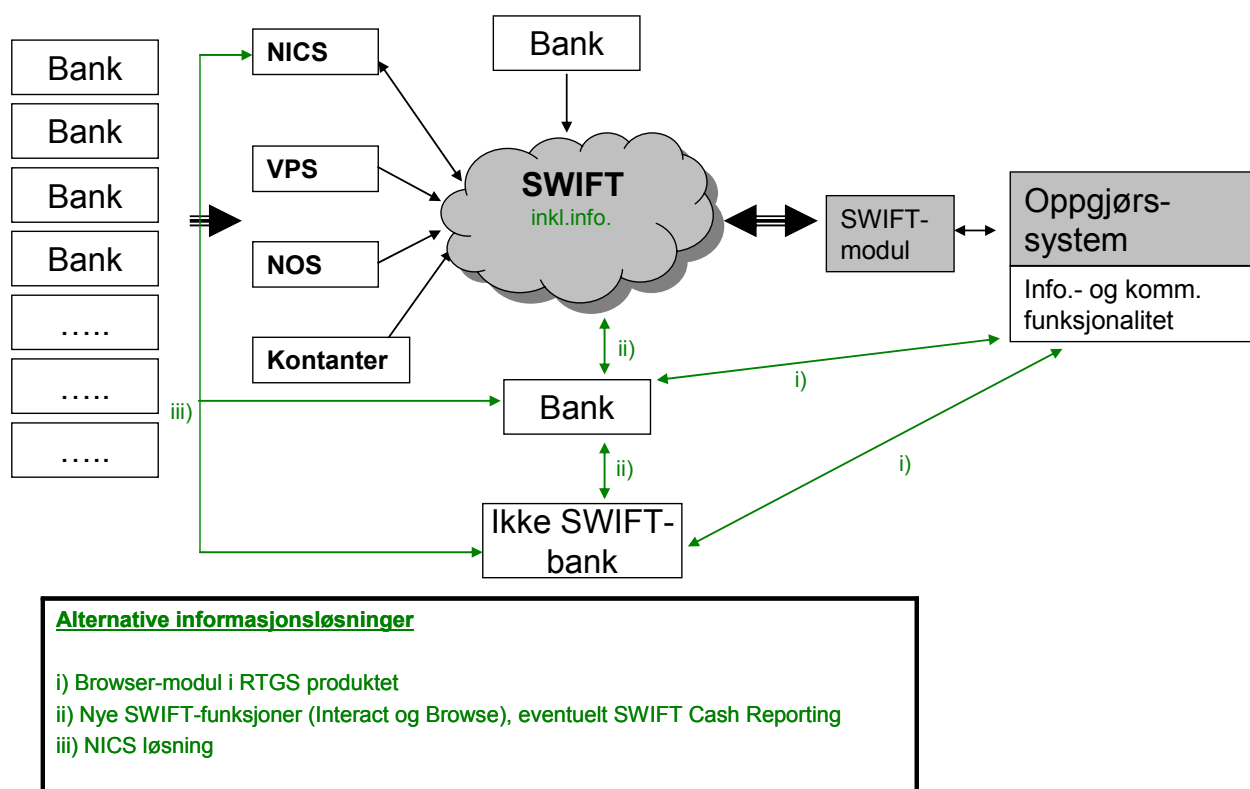 Bank
Bank
Bank
Bank
…..
…..
…..
NICS
VPS
NOS
Kontanter
Bank
SWIFT
inkl.info.
SWIFT-
modul
Oppgjørs-
system
Info.- og komm.
funksjonalitet
ii)
i)
iii)
Bank
ii)
i)
Ikke SWIFT-
bank
Alternative informasjonsløsninger
i) Browser-modul i RTGS produktet
ii) Nye SWIFT-funksjoner (Interact og Browse), eventuelt SWIFT Cash Reporting
iii) NICS løsning